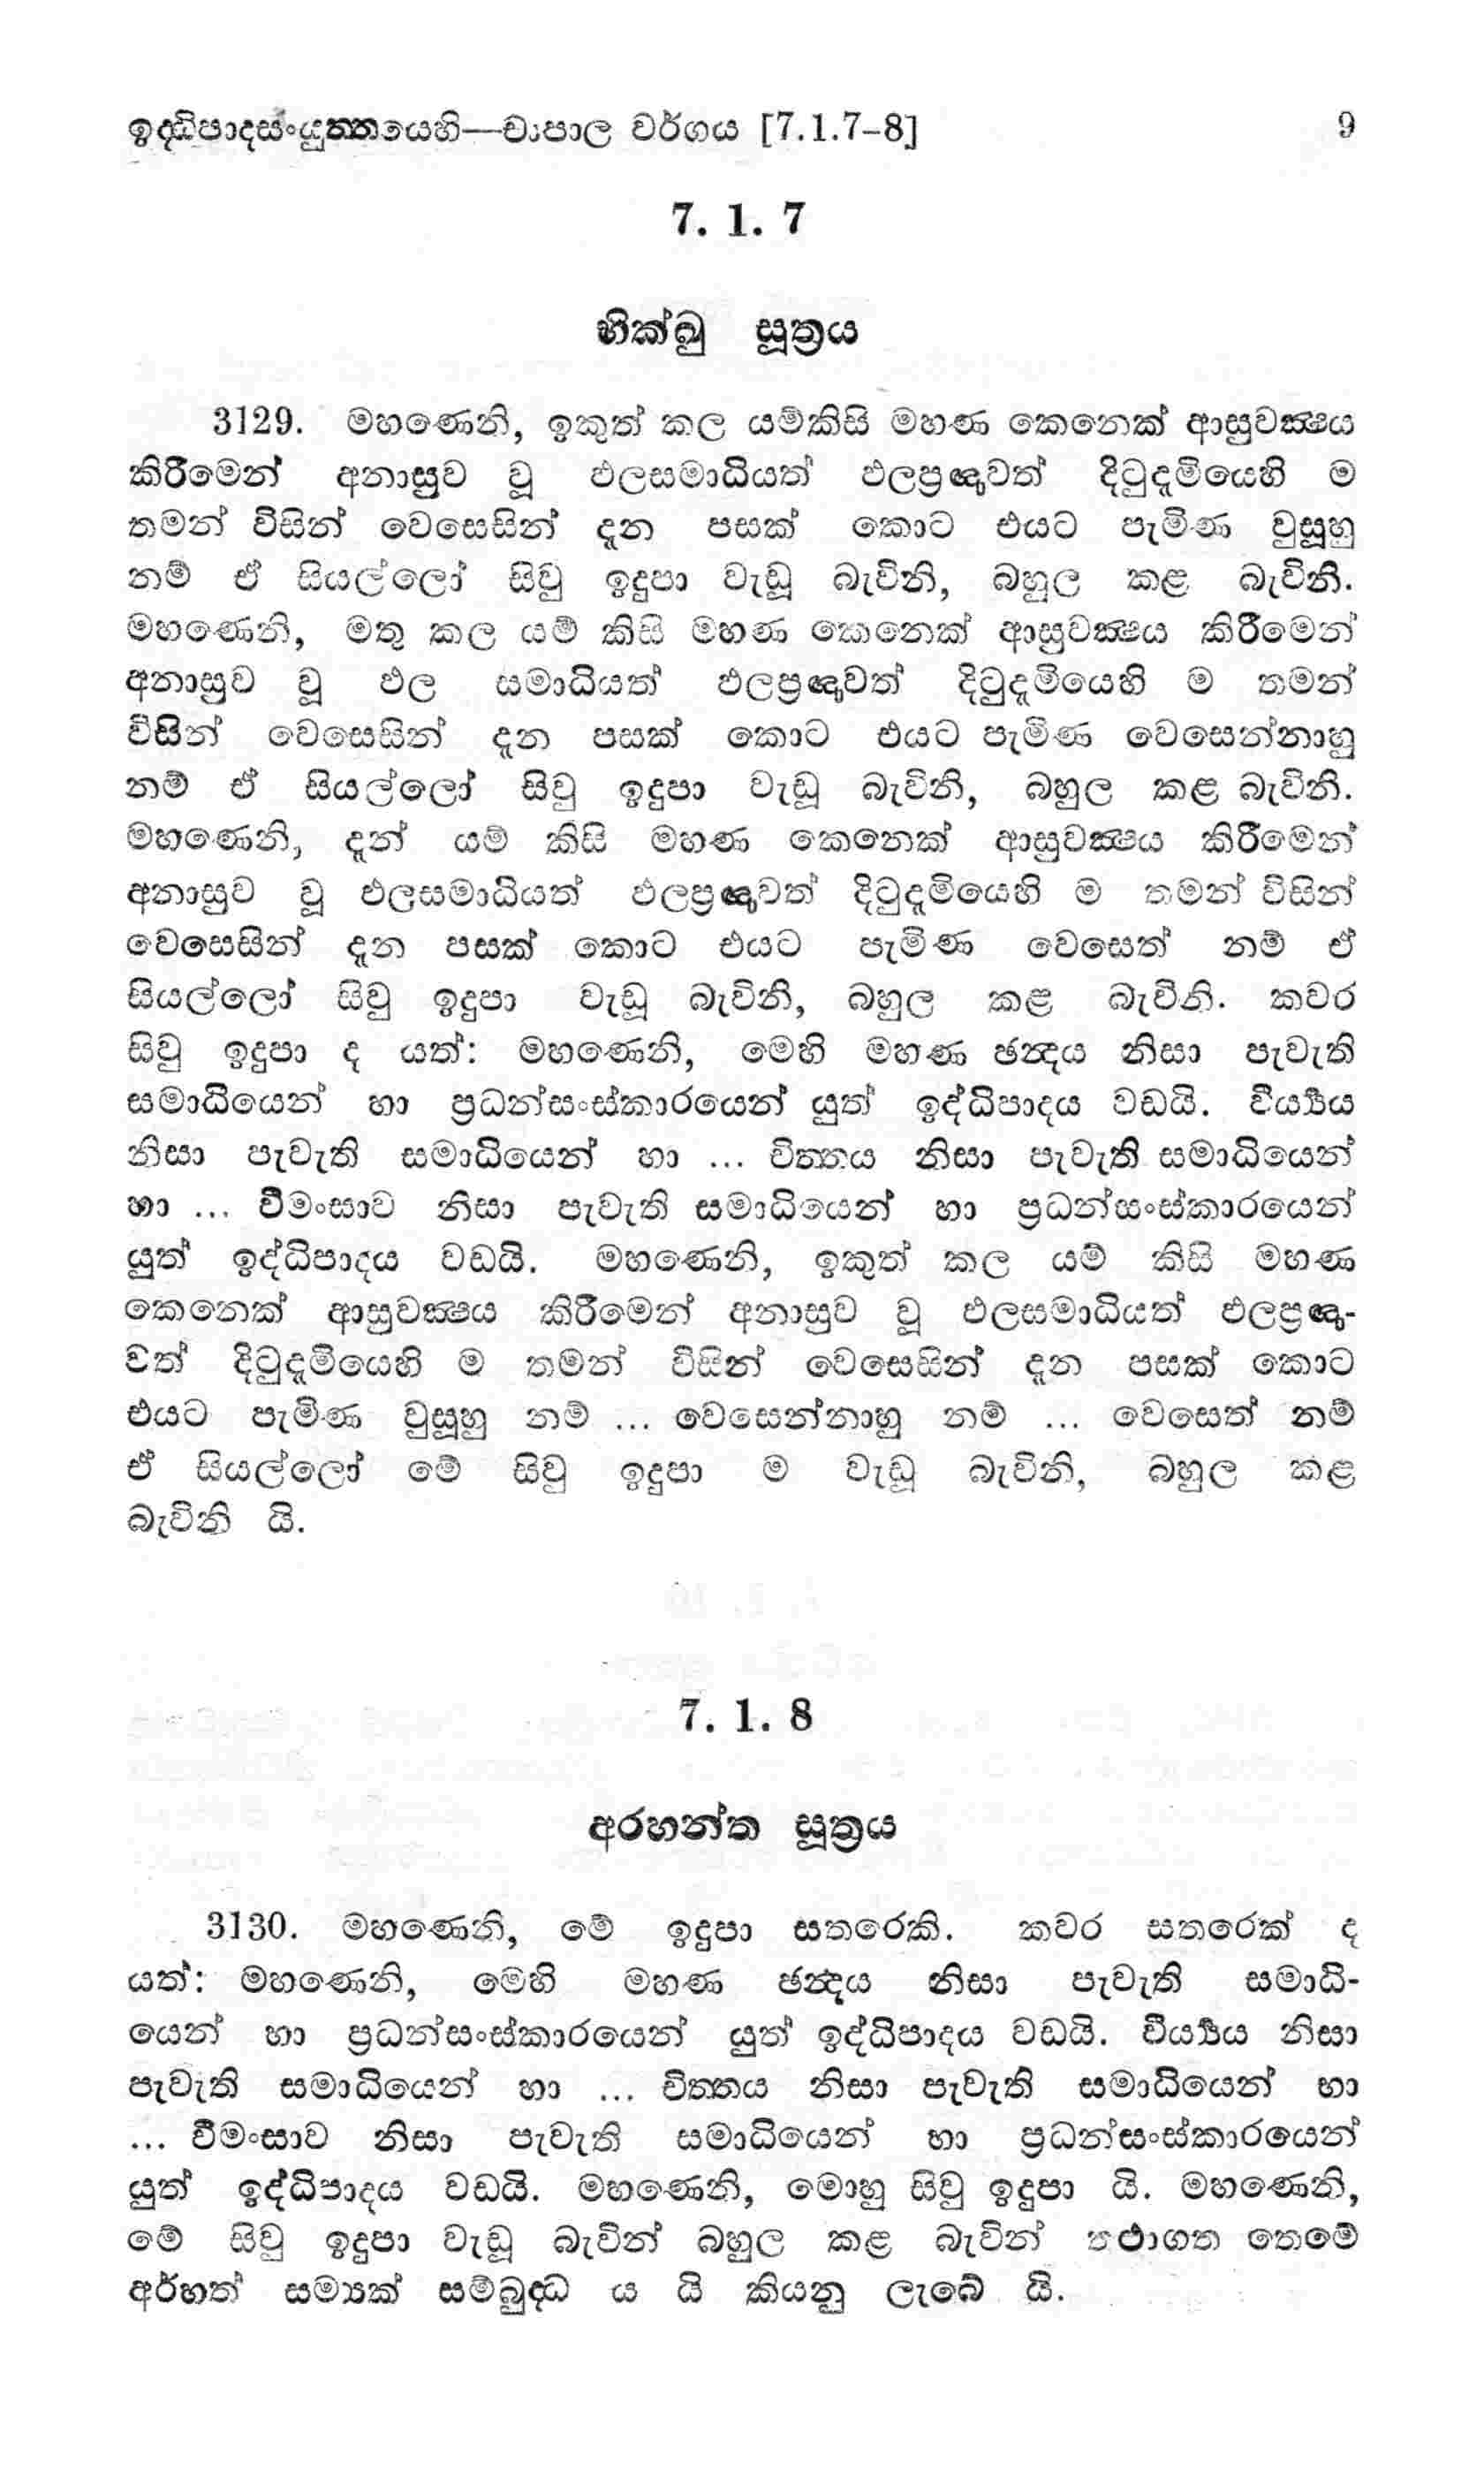 ඉද්ධිපාදසංයුත්තයෙහි—චාපාල වර්ගය [7.1.7-8] 9
7. 1. 7
භික්ඛු සූත්‍රය
3129. මහණෙනි, ඉකුත් කල යම්කිසි මහණ කෙනෙක් ආස්‍රවක්‍ෂය
කිරීමෙන් අනාස්‍රව වූ ඵලසමාධියත් ඵලප්‍රඥාවත් දිටුදැමියෙහි ම
තමන් විසින් වෙසෙසින් දැන පසක් කොට එයට පැමිණ වුසූහු
නම් ඒ සියල්ලෝ සිවු ඉදුපා වැඩූ බැවිනි, බහුල කළ බැවිනි.
මහණෙනි, මතු කල යම් කිසි මහණ කෙනෙක් ආස්‍රවක්‍ෂය කිරීමෙන්
අනාස්‍රව වූ ඵල සමාධියත් ඵලප්‍රඥාවත් දිටුදැමියෙහි ම තමන්
විසින් වෙසෙසින් දැන පසක් කොට එයට පැමිණ වෙසෙන්නාහු
නම් ඒ සියල්ලෝ සිවු ඉදුපා වැඩූ බැවිනි, බහුල කළ බැවිනි.
මහණෙනි, දැන් යම් කිසි මහණ කෙනෙක් ආස්‍රවක්‍ෂය කිරීමෙන්
අනාස්‍රව වූ ඵලසමාධියත් ඵලප්‍රඥාවත් දිටුදැමියෙහි ම තමන් විසින්
වෙසෙසින් දැන පසක් කොට එයට පැමිණ වෙසෙත් නම් ඒ
සියල්ලෝ සිවු ඉදුපා වැඩූ බැවිනි, බහුල කළ බැවිනි. කවර
සිවු ඉදුපා ද යත්: මහණෙනි, මෙහි මහණ ඡන්‍දය නිසා පැවැති
සමාධියෙන් හා ප්‍රධන්සංස්කාරයෙන් යුත් ඉද්ධිපාදය වඩයි. වීර්‍ය්‍යය
නිසා පැවැති සමාධියෙන් හා ... චිත්තය නිසා පැවැති සමාධියෙන්
හා ... වීමංසාව නිසා පැවැති සමාධියෙන් හා ප්‍රධන්සංස්කාරයෙන්
යුත් ඉද්ධිපාදය වඩයි. මහණෙනි, ඉකුත් කල යම් කිසි මහණ
කෙනෙක් ආස්‍රවක්‍ෂය කිරීමෙන් අනාස්‍රව වූ ඵලසමාධියත් ඵලප්‍රඥා-
වත් දිටුදැමියෙහි ම තමන් විසින් වෙසෙසින් දැන පසක් කොට
එයට පැමිණ වුසූහු නම් ... වෙසෙන්නාහු නම් ... වෙසෙත් නම්
ඒ සියල්ලෝ මේ සිවු ඉදුපා ම වැඩූ බැවිනි, බහුල කළ
බැවිනි යි.
7. 1. 8
අරහන්ත සූත්‍රය
3130. මහණෙනි, මේ ඉදුපා සතරෙකි. කවර සතරෙක් ද
යත්: මහණෙනි, මෙහි මහණ ඡන්‍දය නිසා පැවැති සමාධි-
යෙන් හා ප්‍රධන්සංස්කාරයෙන් යුත් ඉද්ධිපාදය වඩයි. වීර්‍ය්‍යය නිසා
පැවැති සමාධියෙන් හා ... චිත්තය නිසා පැවැති සමාධියෙන් හා
... වීමංසාව නිසා පැවැති සමාධියෙන් හා ප්‍රධන්සංස්කාරයෙන්
යුත් ඉද්ධිපාදය වඩයි. මහණෙනි, මොහු සිවු ඉදුපා යි. මහණෙනි,
මේ සිවු ඉදුපා වැඩූ බැවින් බහුල කළ බැවින් තථාගත තෙමේ
අර්හත් සම්‍යක් සම්බුද්ධ ය යි කියනු ලැබේ යි.